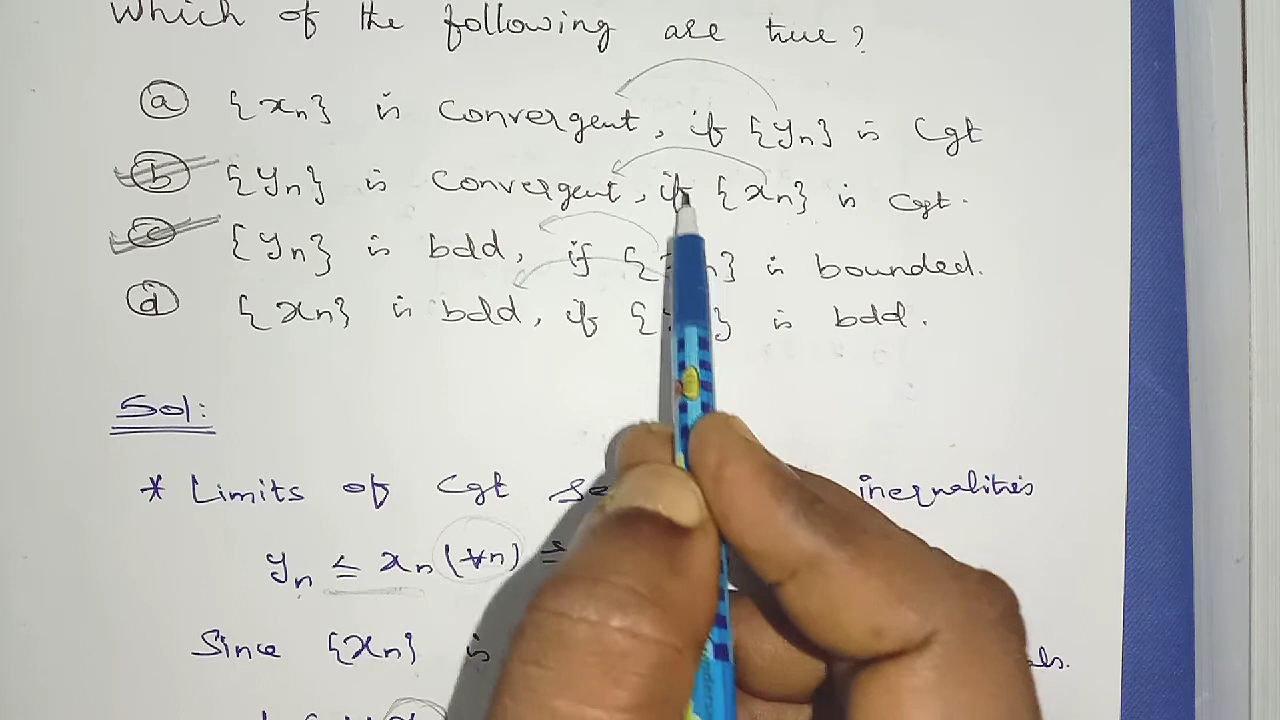 Which of the following are true?
ⓐ {xₙ} is convergent, if {yₙ} is cgt
ⓑ {yₙ} is convergent, if {xₙ} is cgt.
ⓒ {yₙ} is bdd, if { ₙ} is bounded.
ⓓ {xₙ} is bdd, if { } is bdd.
Sol:
* Limits of cgt inequalities
yₙ ≤ xₙ (∀n) ⇒
Since {xₙ} is